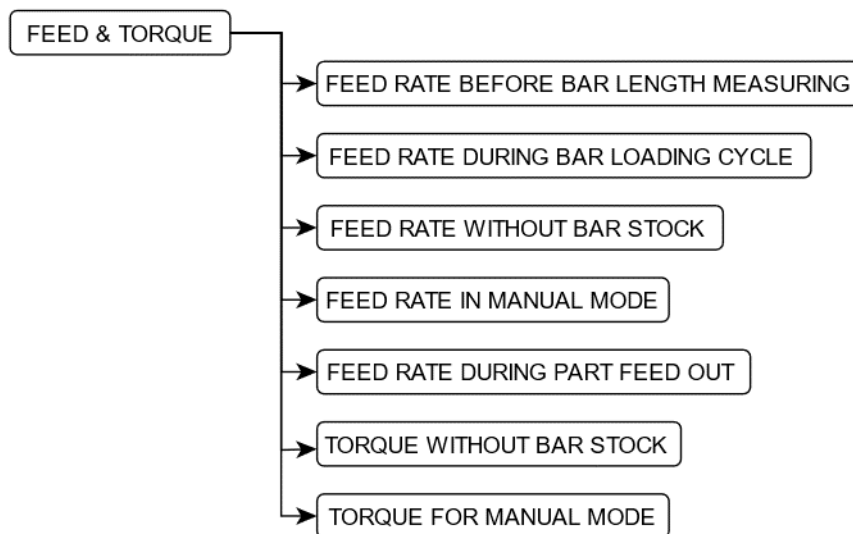 FEED & TORQUE
FEED RATE BEFORE BAR LENGTH MEASURING
FEED RATE DURING BAR LOADING CYCLE
FEED RATE WITHOUT BAR STOCK
FEED RATE IN MANUAL MODE
FEED RATE DURING PART FEED OUT
TORQUE WITHOUT BAR STOCK
TORQUE FOR MANUAL MODE